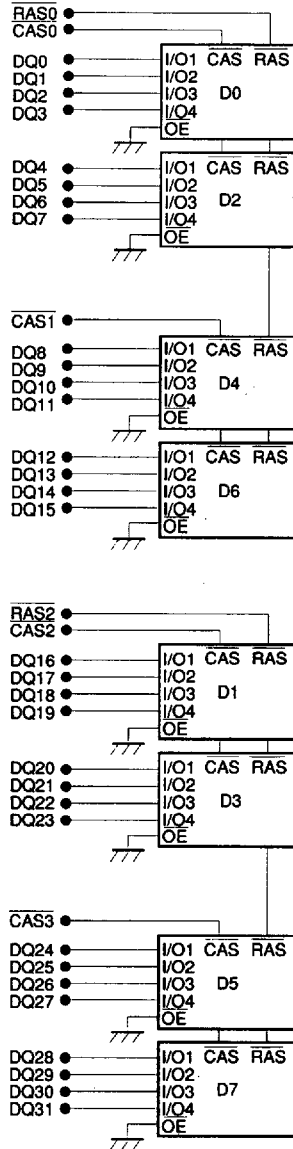 RAS0
CAS0
DQ0 I/O1 CAS RAS
DQ1 I/O2
DQ2 I/O3 D0
DQ3 I/O4
OE
DQ4 I/O1 CAS RAS
DQ5 I/O2
DQ6 I/O3 D2
DQ7 I/O4
OE
CAS1
DQ8 I/O1 CAS RAS
DQ9 I/O2
DQ10 I/O3 D4
DQ11 I/O4
OE
DQ12 I/O1 CAS RAS
DQ13 I/O2
DQ14 I/O3 D6
DQ15 I/O4
OE
RAS2
CAS2
DQ16 I/O1 CAS RAS
DQ17 I/O2
DQ18 I/O3 D1
DQ19 I/O4
OE
DQ20 I/O1 CAS RAS
DQ21 I/O2
DQ22 I/O3 D3
DQ23 I/O4
OE
CAS3
DQ24 I/O1 CAS RAS
DQ25 I/O2
DQ26 I/O3 D5
DQ27 I/O4
OE
DQ28 I/O1 CAS RAS
DQ29 I/O2
DQ30 I/O3 D7
DQ31 I/O4
OE